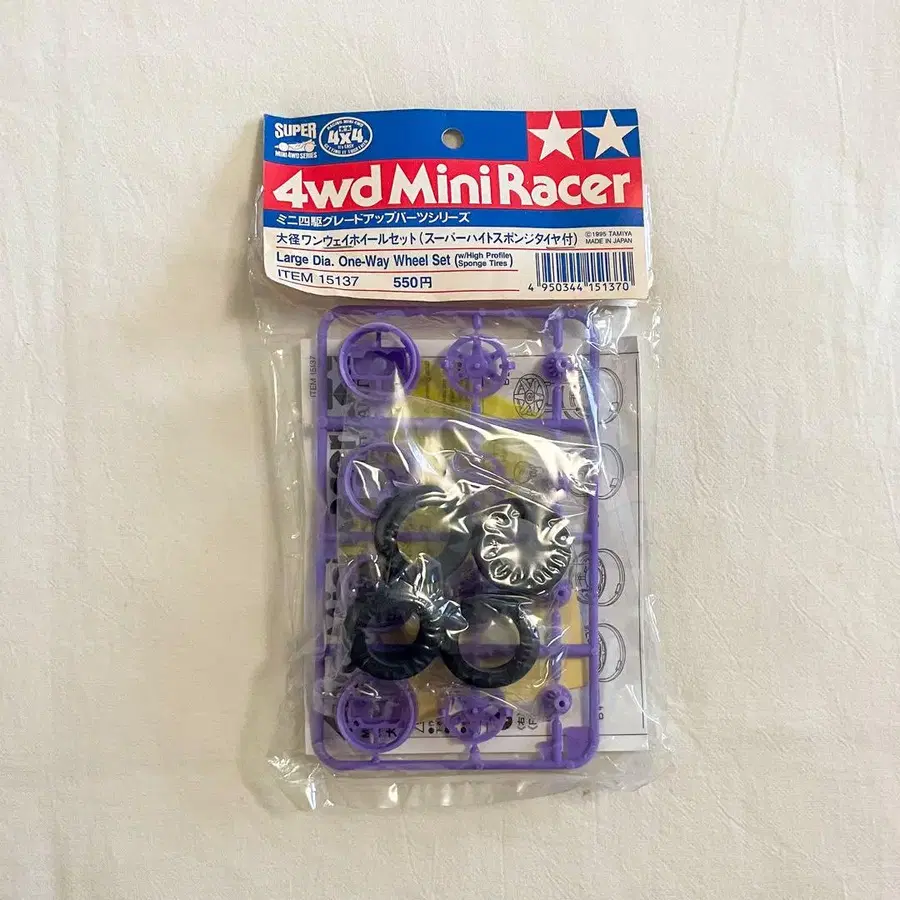 SUPER
MINI 4WD SERIES
RACING MINI 4WD
4x4
4wd Mini Racer
ミニ四駆グレードアップパーツシリーズ
大径ワンウェイホイールセット(スーパーハイトスポンジタイヤ付)
©1995 TAMIYA
MADE IN JAPAN
Large Dia. One-Way Wheel Set (w/High Profile Sponge Tires)
ITEM 15137 550円
4 950344 151370
ITEM 15137